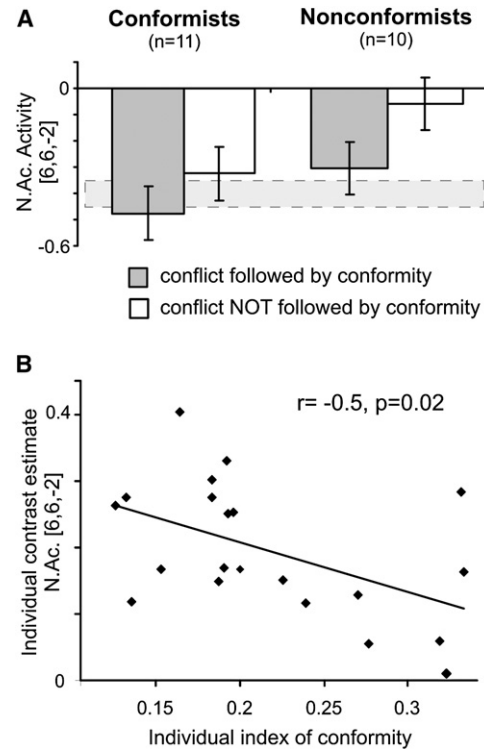 A
Conformists
(n=11)
Nonconformists
(n=10)
0
N.Ac. Activity
[6,6,-2]
-0.6
conflict followed by conformity
conflict NOT followed by conformity
B
0.4
r= -0.5, p=0.02
Individual contrast estimate
N.Ac. [6,6,-2]
0
0.15
0.2
0.25
0.3
Individual index of conformity